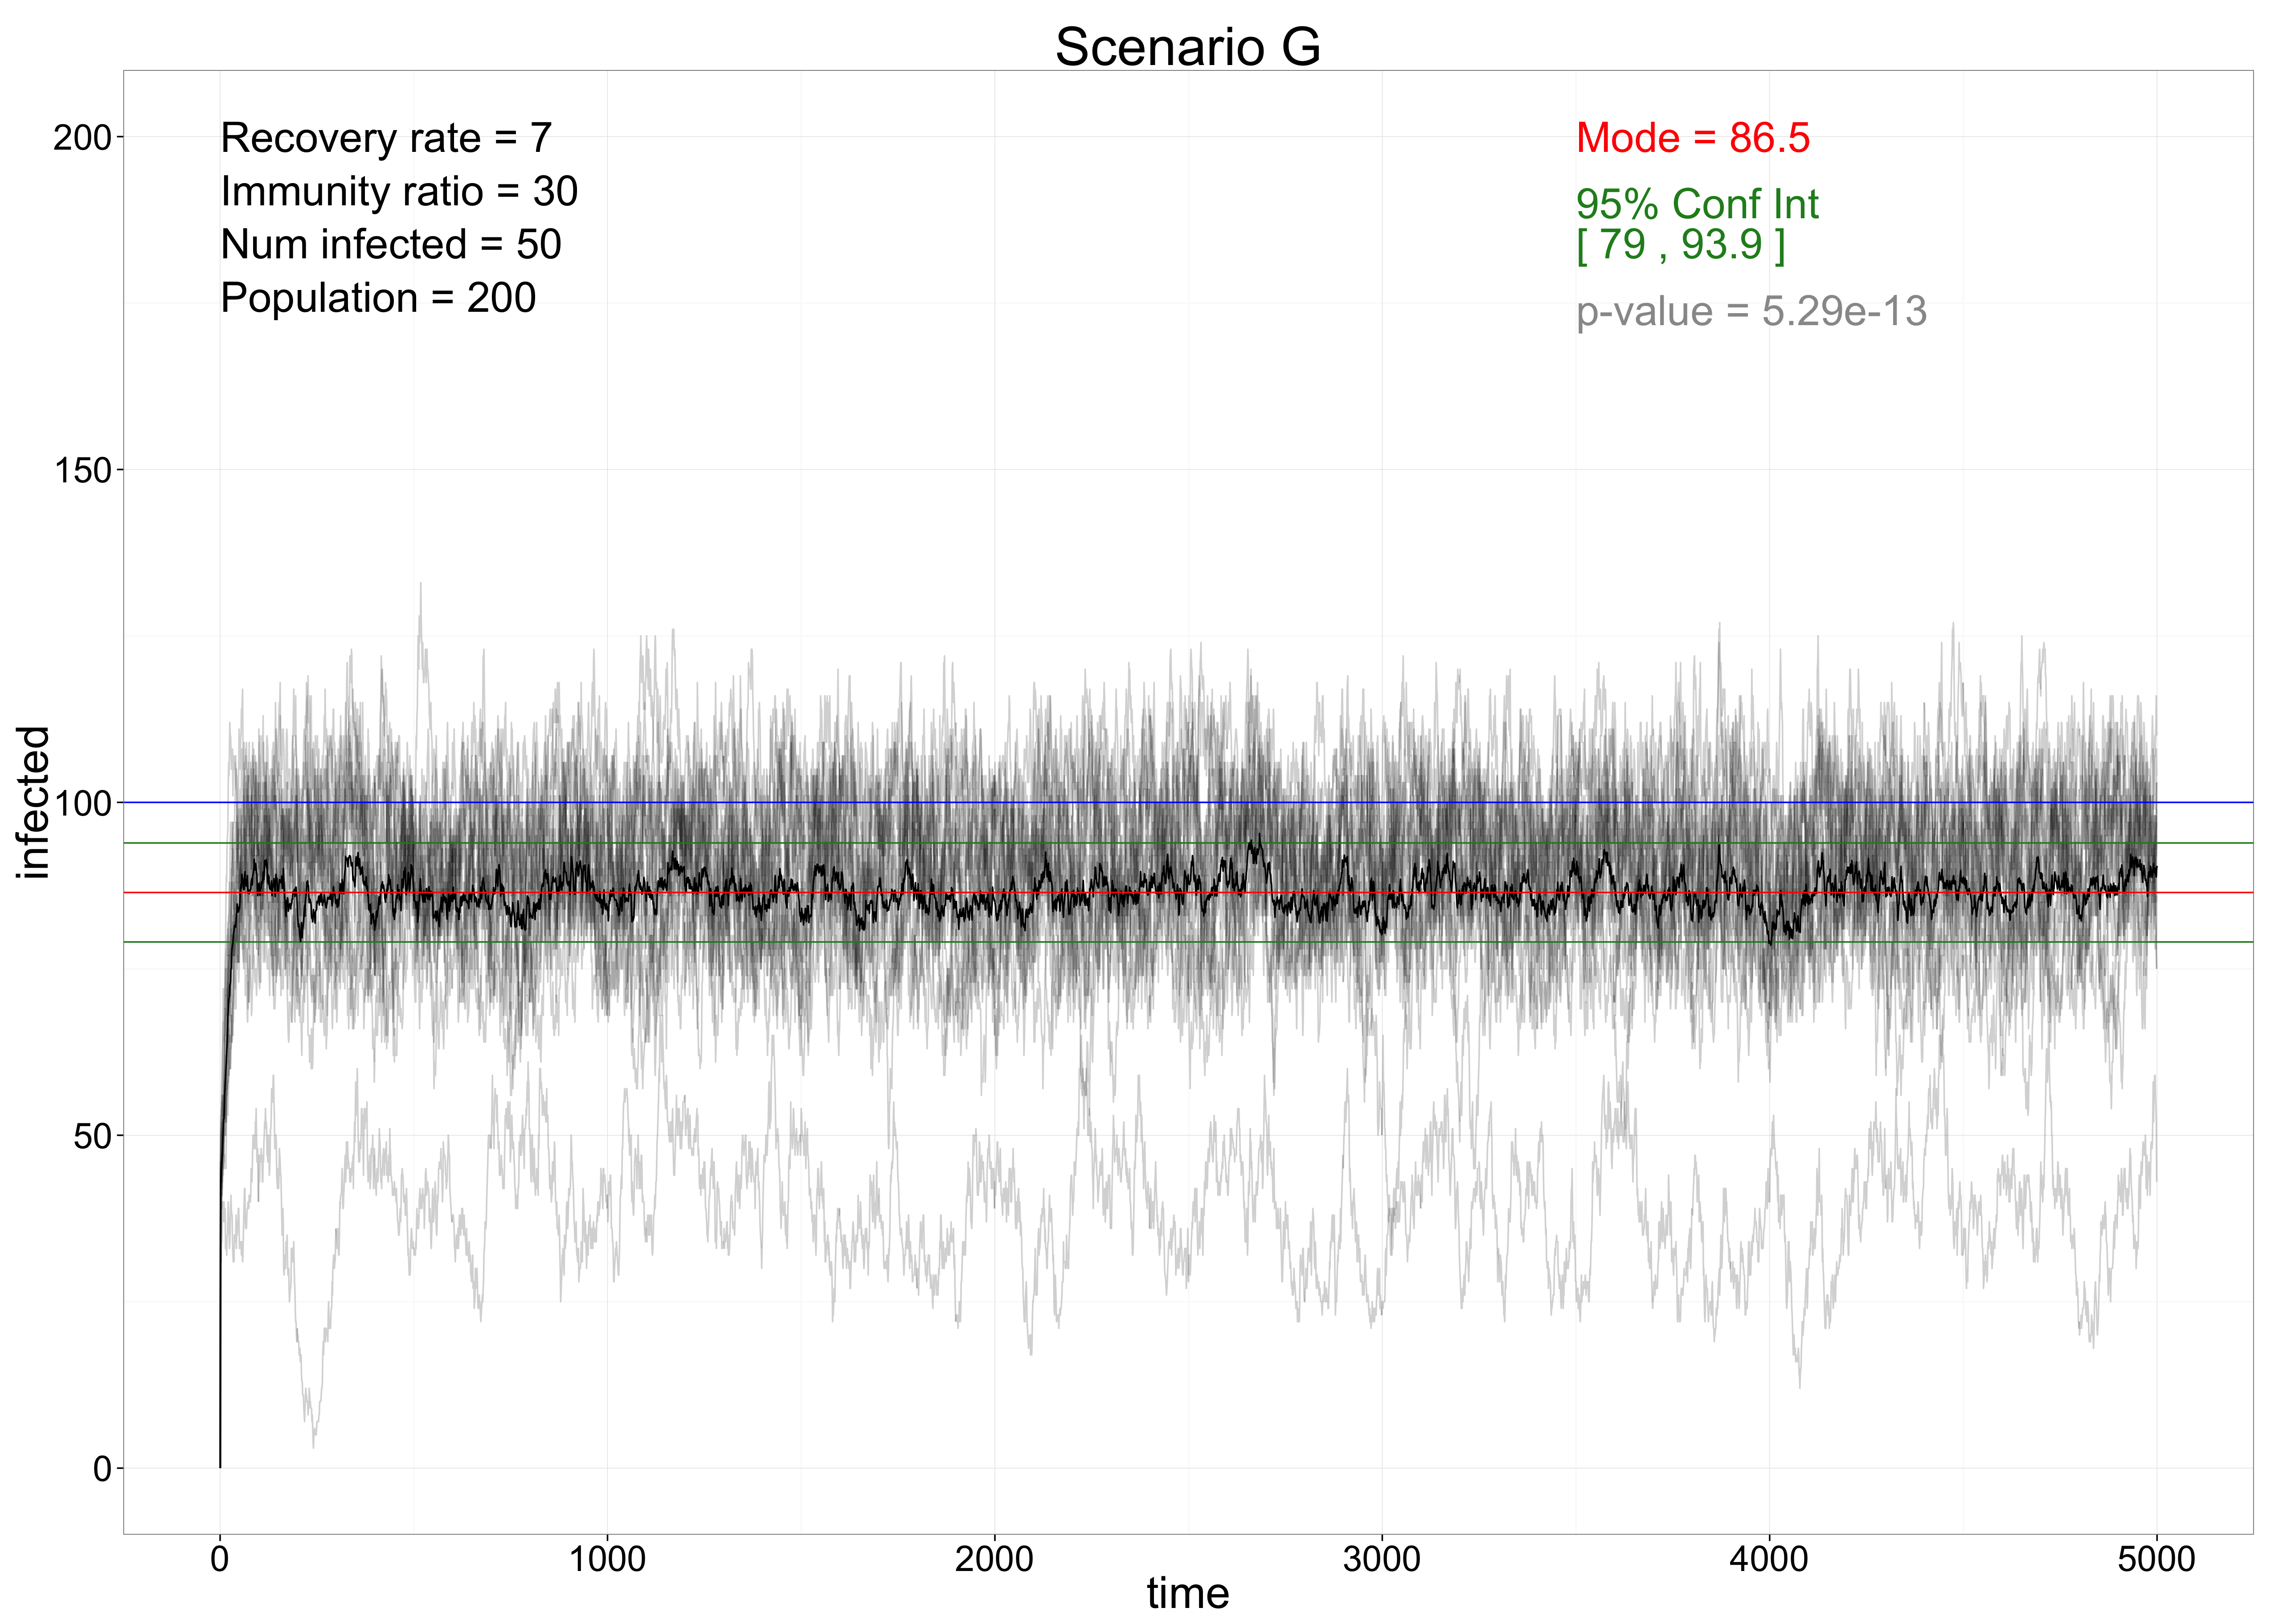 Scenario G
Recovery rate = 7
Immunity ratio = 30
Num infected = 50
Population = 200
Mode = 86.5
95% Conf Int
[ 79 , 93.9 ]
p-value = 5.29e-13
infected
200
150
100
50
0
0 1000 2000 3000 4000 5000
time